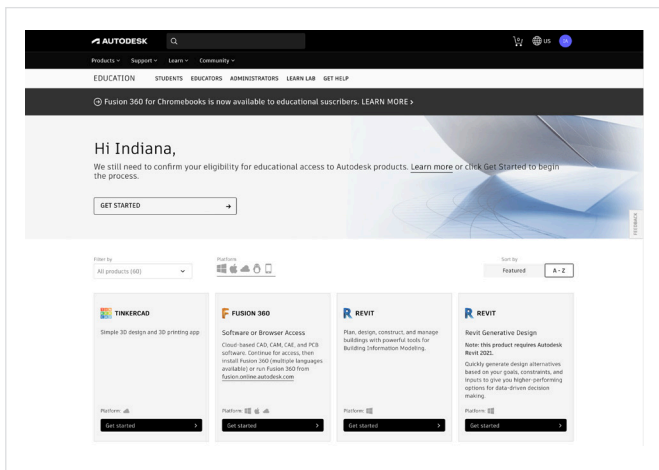 AUTODESK
0
US
Products Support Learn Community
EDUCATION STUDENTS EDUCATORS ADMINISTRATORS LEARN LAB GET HELP
Fusion 360 for Chromebooks is now available to educational suscribers. LEARN MORE >
Hi Indiana,
We still need to confirm your eligibility for educational access to Autodesk products. Learn more or click Get Started to begin
the process.
GET STARTED →
FEEDBACK
Filter by
All products (60)
Platform
Sort by
Featured A - Z
TINKERCAD
Simple 3D design and 3D printing app
Platform:
Get started >
FUSION 360
Software or Browser Access
Cloud-based CAD, CAM, CAE, and PCB
software. Continue for access, then
install Fusion 360 (multiple languages
available) or run Fusion 360 from
fusion.online.autodesk.com
Platform:
Get started >
REVIT
Plan, design, construct, and manage
buildings with powerful tools for
Building Information Modeling.
Platform:
Get started >
REVIT
Revit Generative Design
Note: this product requires Autodesk
Revit 2021.
Quickly generate design alternatives
based on your goals, constraints, and
inputs to give you higher-performing
options for data-driven decision
making.
Platform:
Get started >